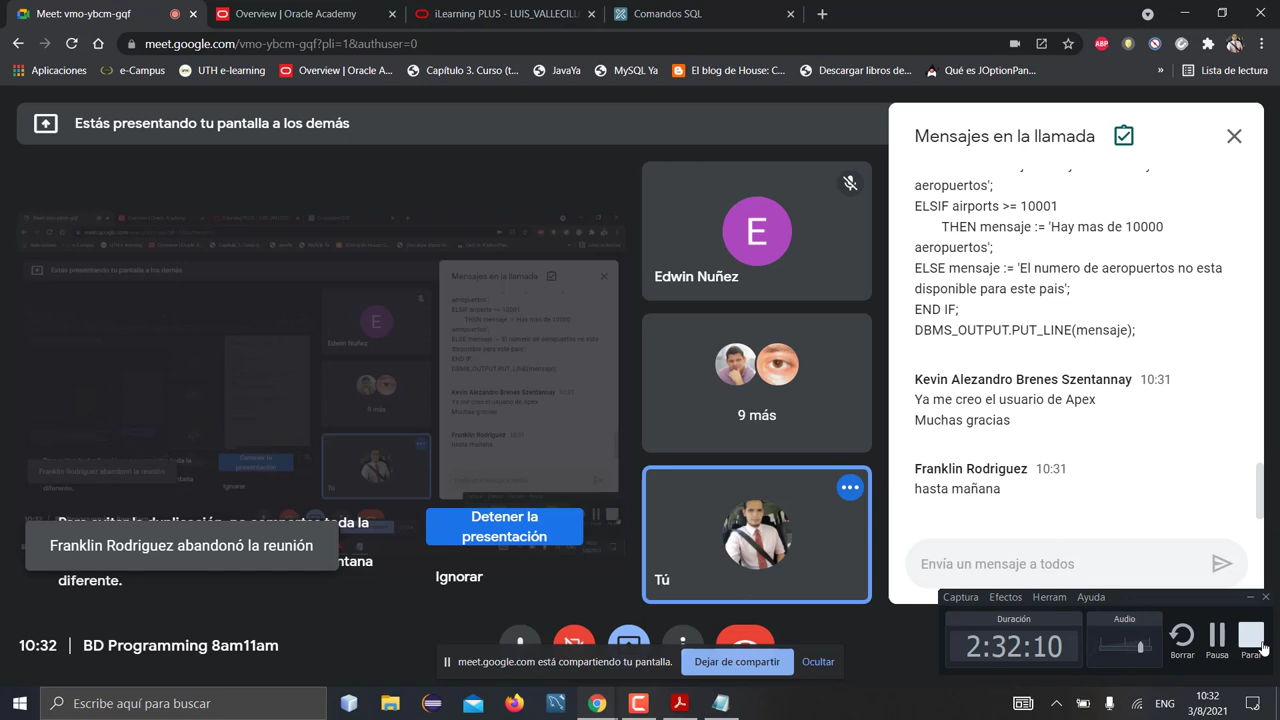 Meet: vmo-ybcm-gqf
Overview | Oracle Academy
iLearning PLUS - LUIS_VALLECILL
Comandos SQL
meet.google.com/vmo-ybcm-gqf?pli=1&authuser=0
Aplicaciones
e-Campus
UTH e-learning
Overview | Oracle A...
Capítulo 3. Curso (t...
JavaYa
MySQL Ya
El blog de House: C...
Descargar libros de...
Qué es JOptionPan...
»
Lista de lectura
Estás presentando tu pantalla a los demás
Mensajes en la llamada
aeropuertos';
ELSIF airports >= 10001
THEN mensaje := 'Hay mas de 10000
aeropuertos';
ELSE mensaje := 'El numero de aeropuertos no esta
disponible para este pais';
END IF;
DBMS_OUTPUT.PUT_LINE(mensaje);
Kevin Alezandro Brenes Szentannay 10:31
Ya me creo el usuario de Apex
Muchas gracias
Franklin Rodriguez 10:31
hasta mañana
Envía un mensaje a todos
E
Edwin Nuñez
9 más
Tú
Detener la
presentación
Ignorar
Franklin Rodriguez abandonó la reunión
diferente.
10:32 | BD Programming 8am11am
meet.google.com está compartiendo tu pantalla.
Dejar de compartir
Ocultar
Captura Efectos Herram Ayuda
Duración
2:32:10
Audio
Borrar
Pausa
Parar
Escribe aquí para buscar
ENG
10:32
3/8/2021